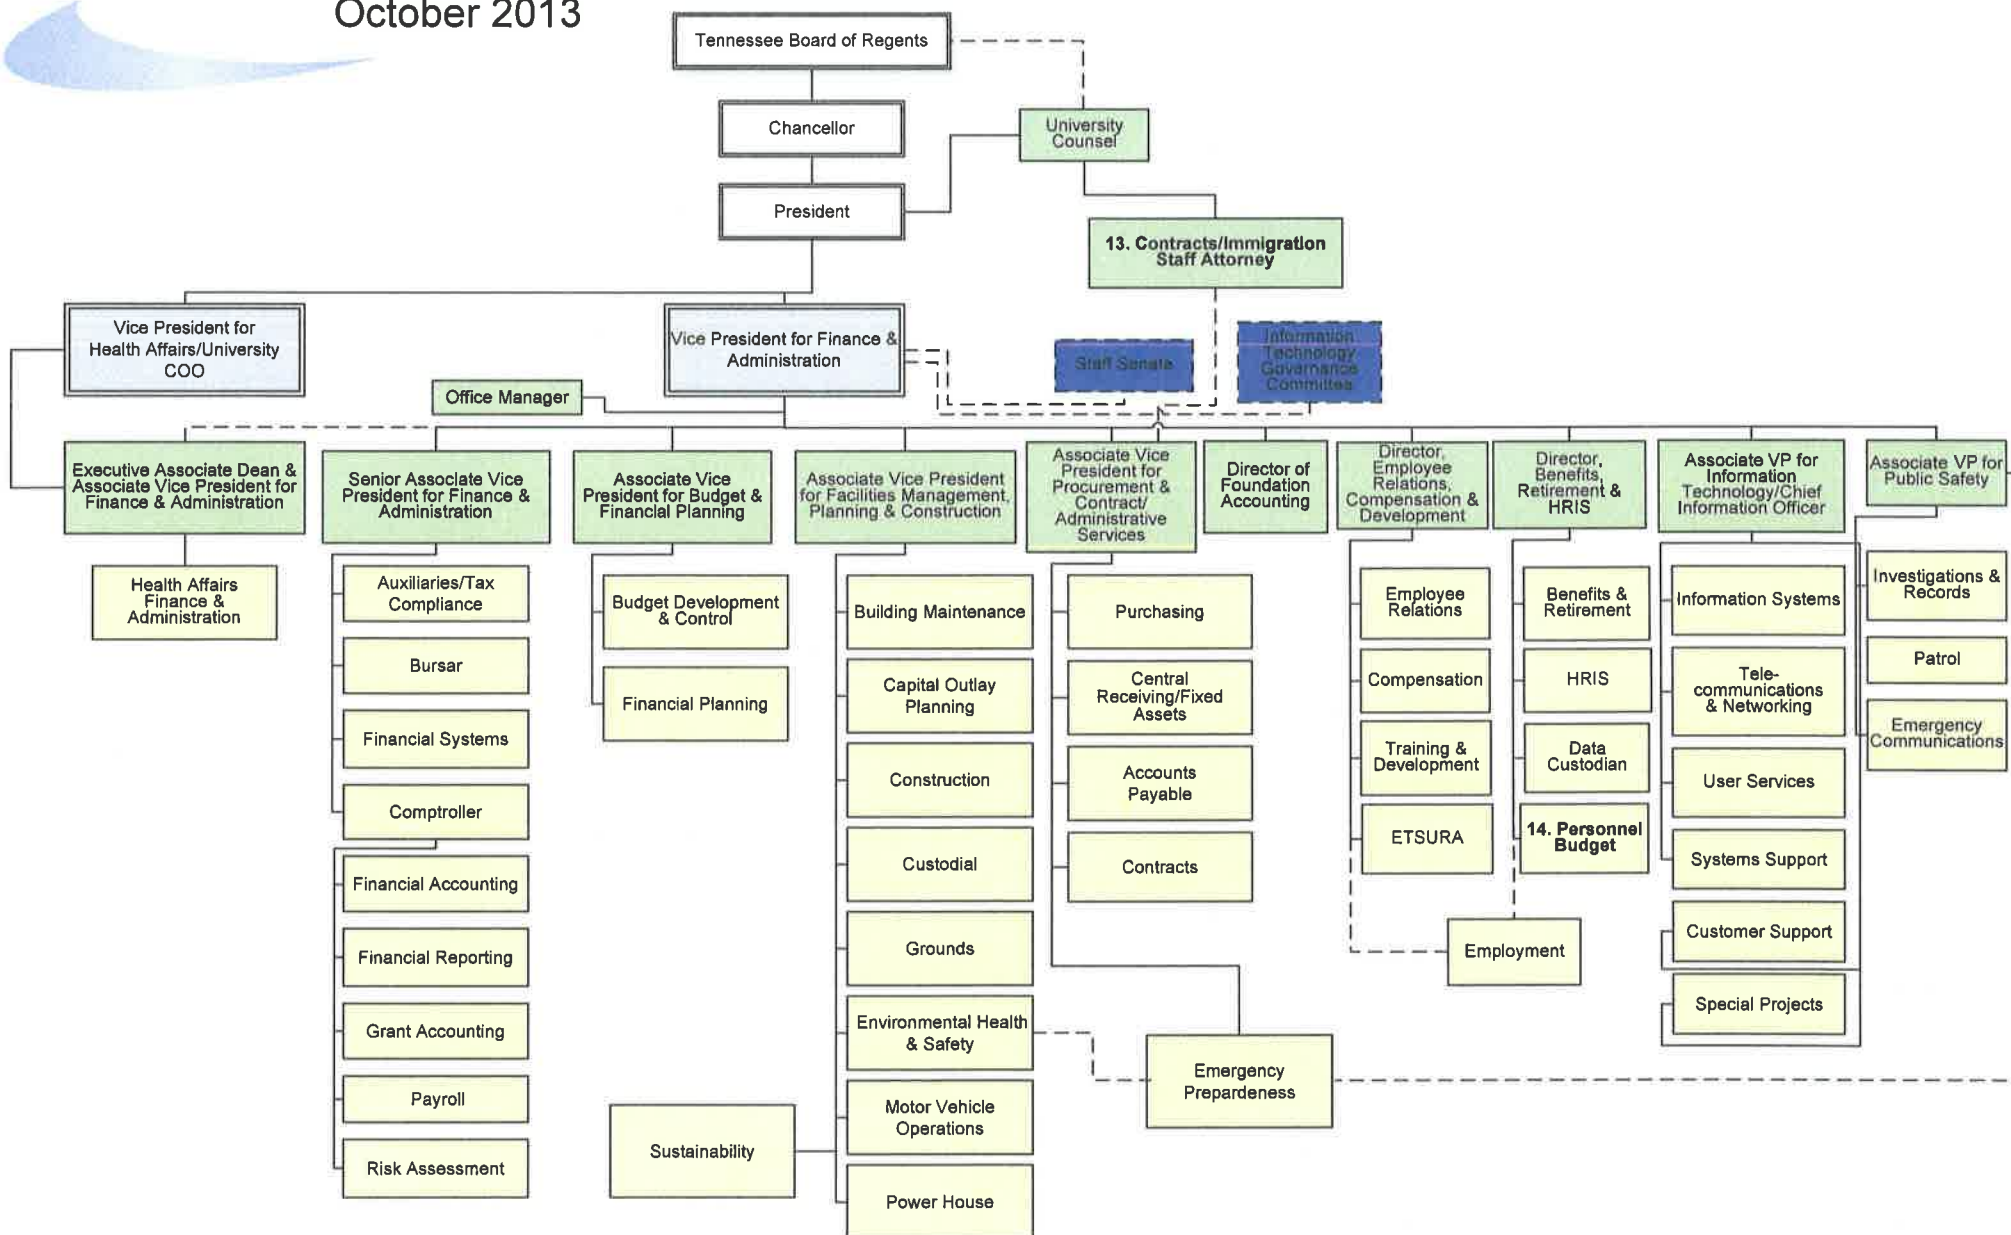 October 2013
Tennessee Board of Regents
Chancellor
University
Counsel
President
13. Contracts/Immigration
Staff Attorney
Vice President for
Health Affairs/University
COO
Vice President for Finance &
Administration
Staff Senate
Information
Technology
Governance
Committee
Office Manager
Executive Associate Dean &
Associate Vice President for
Finance & Administration
Senior Associate Vice
President for Finance &
Administration
Associate Vice
President for Budget &
Financial Planning
Associate Vice President
for Facilities Management,
Planning & Construction
Associate Vice
President for
Procurement &
Contract/
Administrative
Services
Director of
Foundation
Accounting
Director,
Employee
Relations,
Compensation &
Development
Director,
Benefits,
Retirement &
HRIS
Associate VP for
Information
Technology/Chief
Information Officer
Associate VP for
Public Safety
Health Affairs
Finance &
Administration
Auxiliaries/Tax
Compliance
Bursar
Financial Systems
Comptroller
Financial Accounting
Financial Reporting
Grant Accounting
Payroll
Risk Assessment
Budget Development
& Control
Financial Planning
Sustainability
Building Maintenance
Capital Outlay
Planning
Construction
Custodial
Grounds
Environmental Health
& Safety
Motor Vehicle
Operations
Power House
Purchasing
Central
Receiving/Fixed
Assets
Accounts
Payable
Contracts
Emergency
Prepardeness
Employee
Relations
Compensation
Training &
Development
ETSURA
Benefits &
Retirement
HRIS
Data
Custodian
14. Personnel
Budget
Employment
Information Systems
Tele-
communications
& Networking
User Services
Systems Support
Customer Support
Special Projects
Investigations &
Records
Patrol
Emergency
Communications